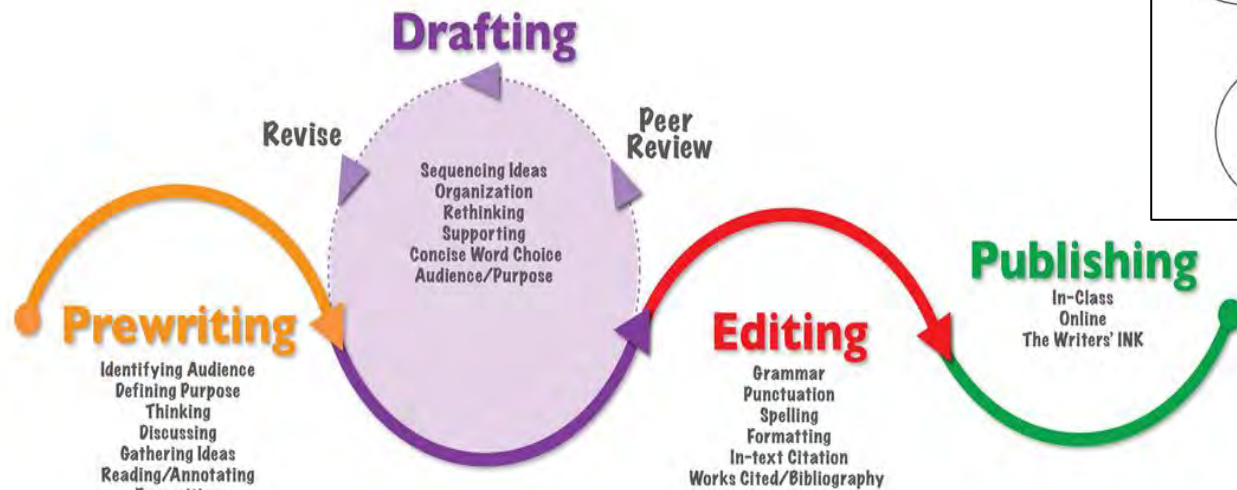 Drafting
Revise
Peer
Review
Sequencing Ideas
Organization
Rethinking
Supporting
Concise Word Choice
Audience/Purpose
Prewriting
Identifying Audience
Defining Purpose
Thinking
Discussing
Gathering Ideas
Reading/Annotating
Editing
Grammar
Punctuation
Spelling
Formatting
In-text Citation
Works Cited/Bibliography
Publishing
In-Class
Online
The Writers' INK